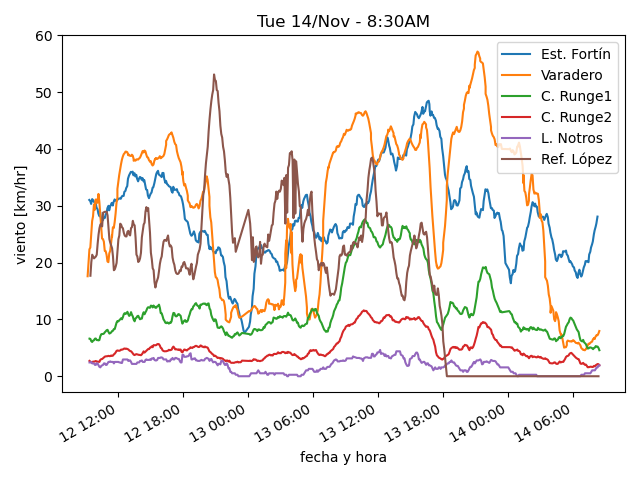 Tue 14/Nov - 8:30AM
60
50
40
30
20
10
0
viento [km/hr]
Est. Fortín
Varadero
C. Runge1
C. Runge2
L. Notros
Ref. López
12 12:00
12 18:00
13 00:00
13 06:00
13 12:00
13 18:00
14 00:00
14 06:00
fecha y hora